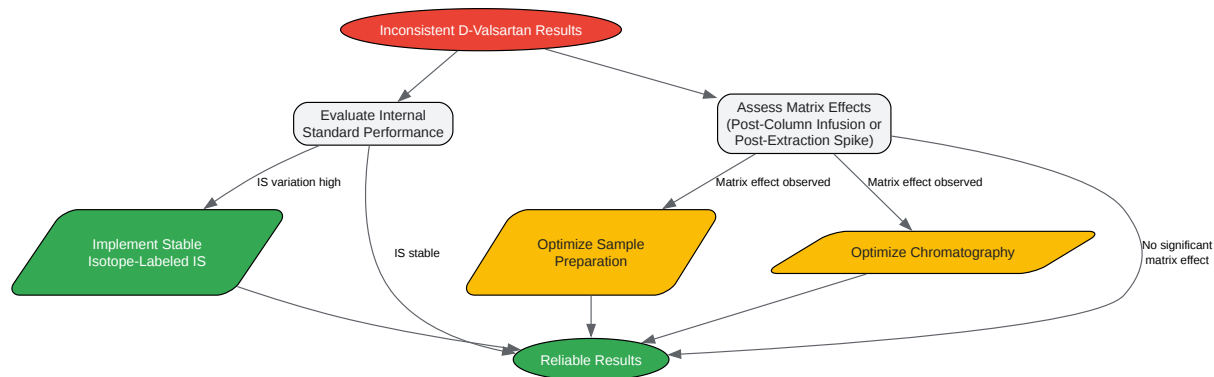 Inconsistent D-Valsartan Results
Evaluate Internal
Standard Performance
Assess Matrix Effects
(Post-Column Infusion or
Post-Extraction Spike)
IS variation high
Matrix effect observed
Matrix effect observed
Implement Stable
Isotope-Labeled IS
IS stable
Optimize Sample
Preparation
Optimize Chromatography
No significant
matrix effect
Reliable Results